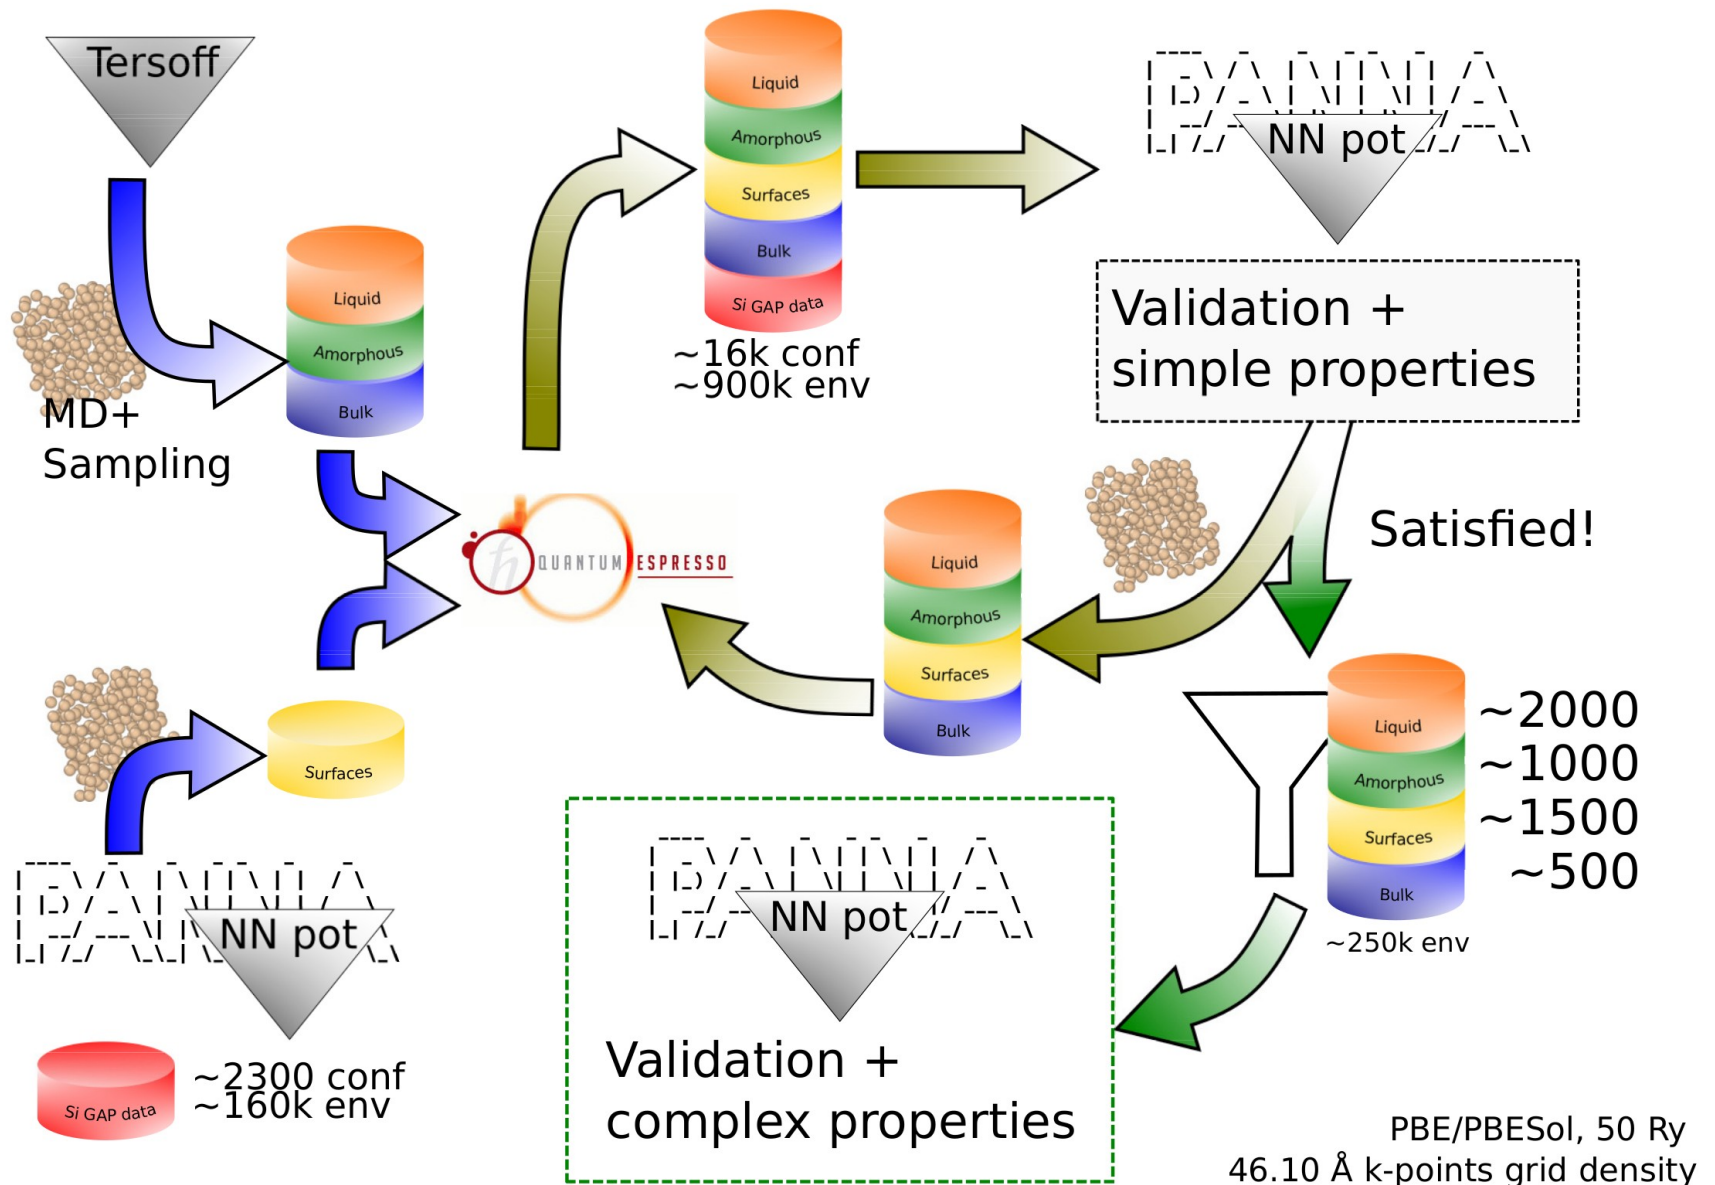 Tersoff
MD+
Sampling
Liquid
Amorphous
Bulk
Liquid
Amorphous
Surfaces
Bulk
Si GAP data
~16k conf
~900k env
PANNA
NN pot
Validation +
simple properties
Satisfied!
ħ QUANTUM ESPRESSO
Liquid
Amorphous
Surfaces
Bulk
Surfaces
PANNA
NN pot
Si GAP data
~2300 conf
~160k env
Liquid
Amorphous
Surfaces
Bulk
~2000
~1000
~1500
~500
~250k env
PANNA
NN pot
Validation +
complex properties
PBE/PBESol, 50 Ry
46.10 Å k-points grid density